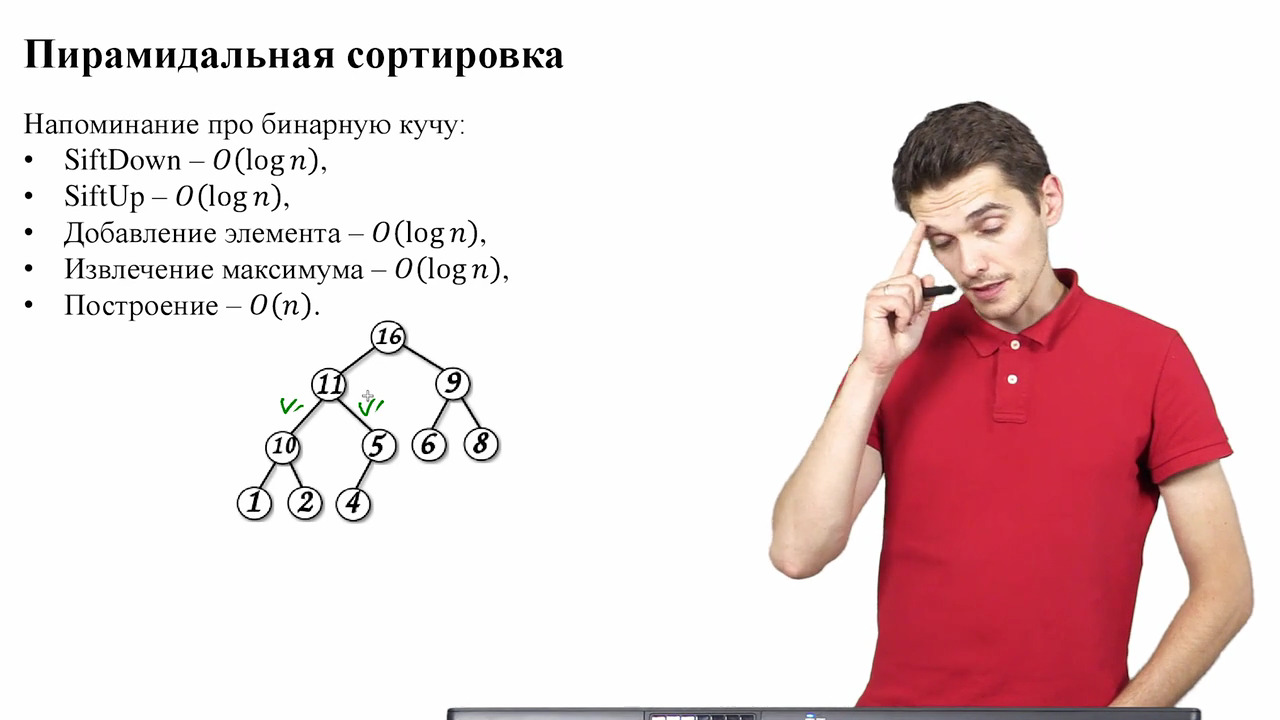 Пирамидальная сортировка
Напоминание про бинарную кучу:
• SiftDown – O(log n),
• SiftUp – O(log n),
• Добавление элемента – O(log n),
• Извлечение максимума – O(log n),
• Построение – O(n).
16
11 9
10 5 6 8
1 2 4